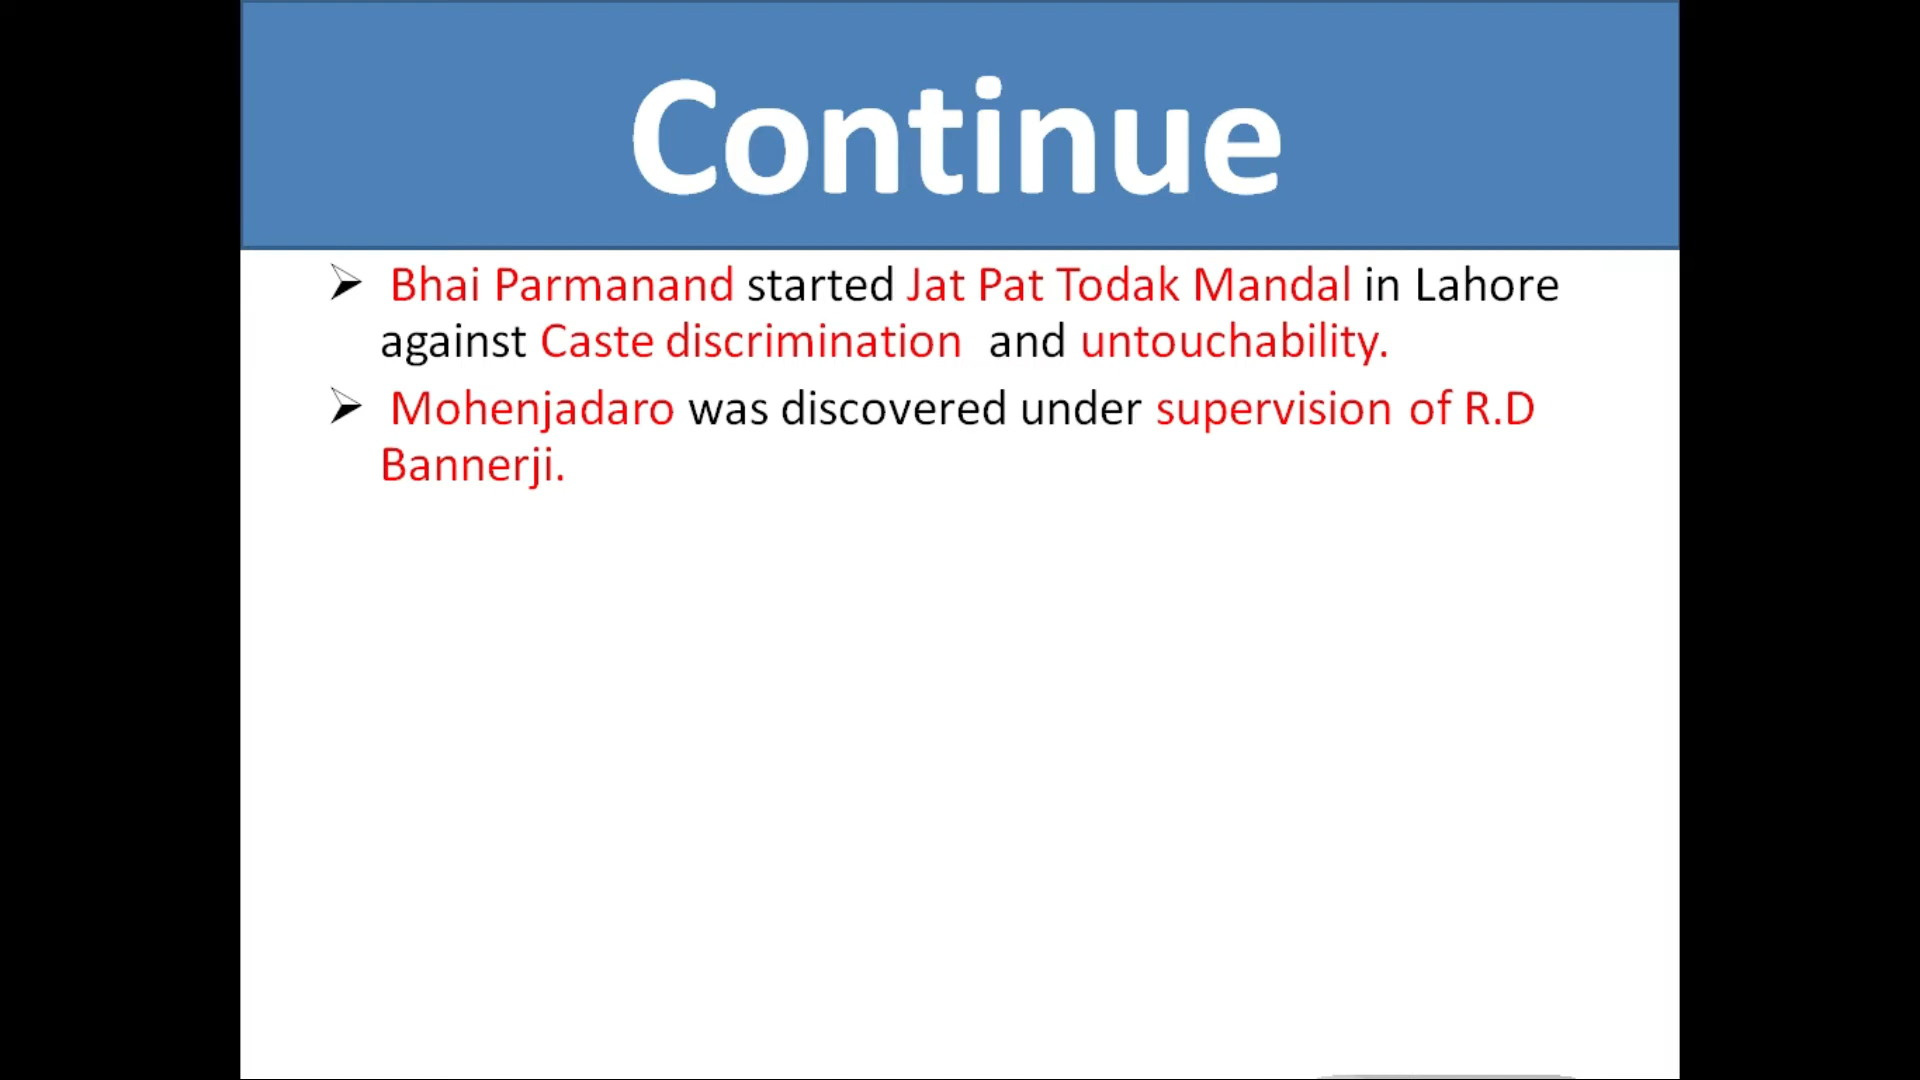 Continue
➢ Bhai Parmanand started Jat Pat Todak Mandal in Lahore
against Caste discrimination and untouchability.
➢ Mohenjadaro was discovered under supervision of R.D
Bannerji.